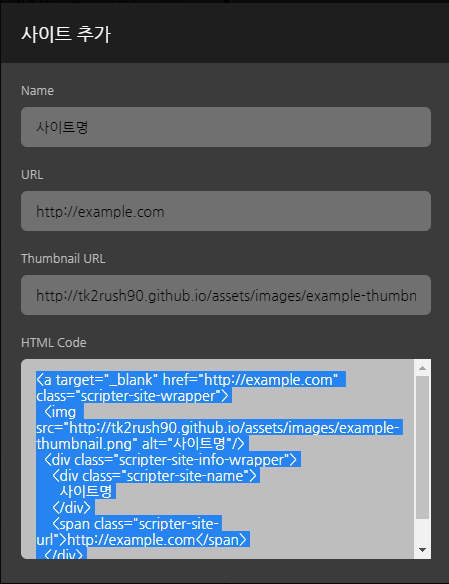 사이트 추가
Name
사이트명
URL
http://example.com
Thumbnail URL
http://tk2rush90.github.io/assets/images/example-thumbn
HTML Code
<a target="_blank" href="http://example.com"
class="scripter-site-wrapper">
<img
src="http://tk2rush90.github.io/assets/images/example-
thumbnail.png" alt="사이트명"/>
<div class="scripter-site-info-wrapper">
<div class="scripter-site-name">
사이트명
</div>
<span class="scripter-site-
url">http://example.com</span>
</div>